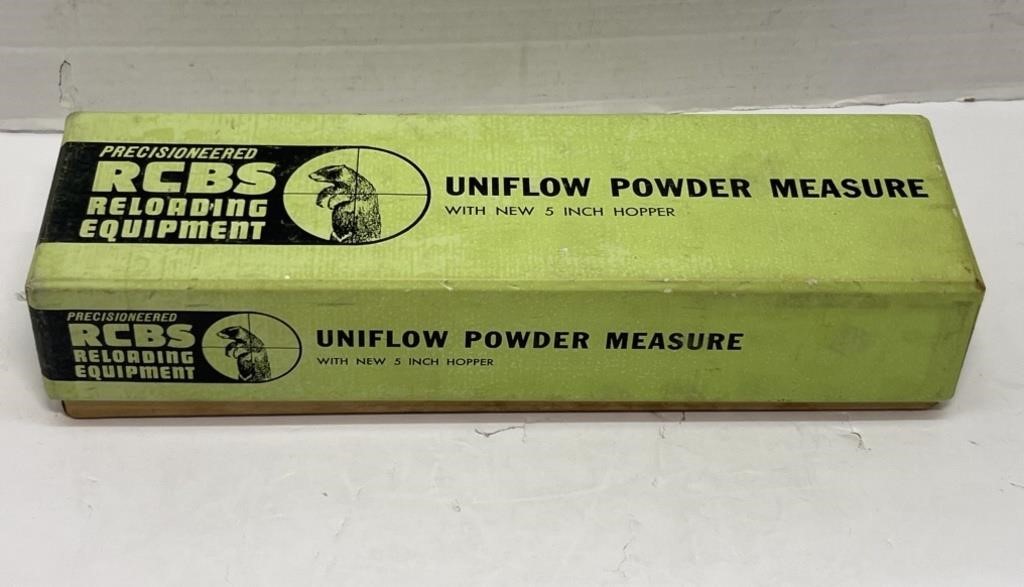 PRECISIONEERED
RCBS
RELOADING
EQUIPMENT
UNIFLOW POWDER MEASURE
WITH NEW 5 INCH HOPPER
PRECISIONEERED
RCBS
RELOADING
EQUIPMENT
UNIFLOW POWDER MEASURE
WITH NEW 5 INCH HOPPER